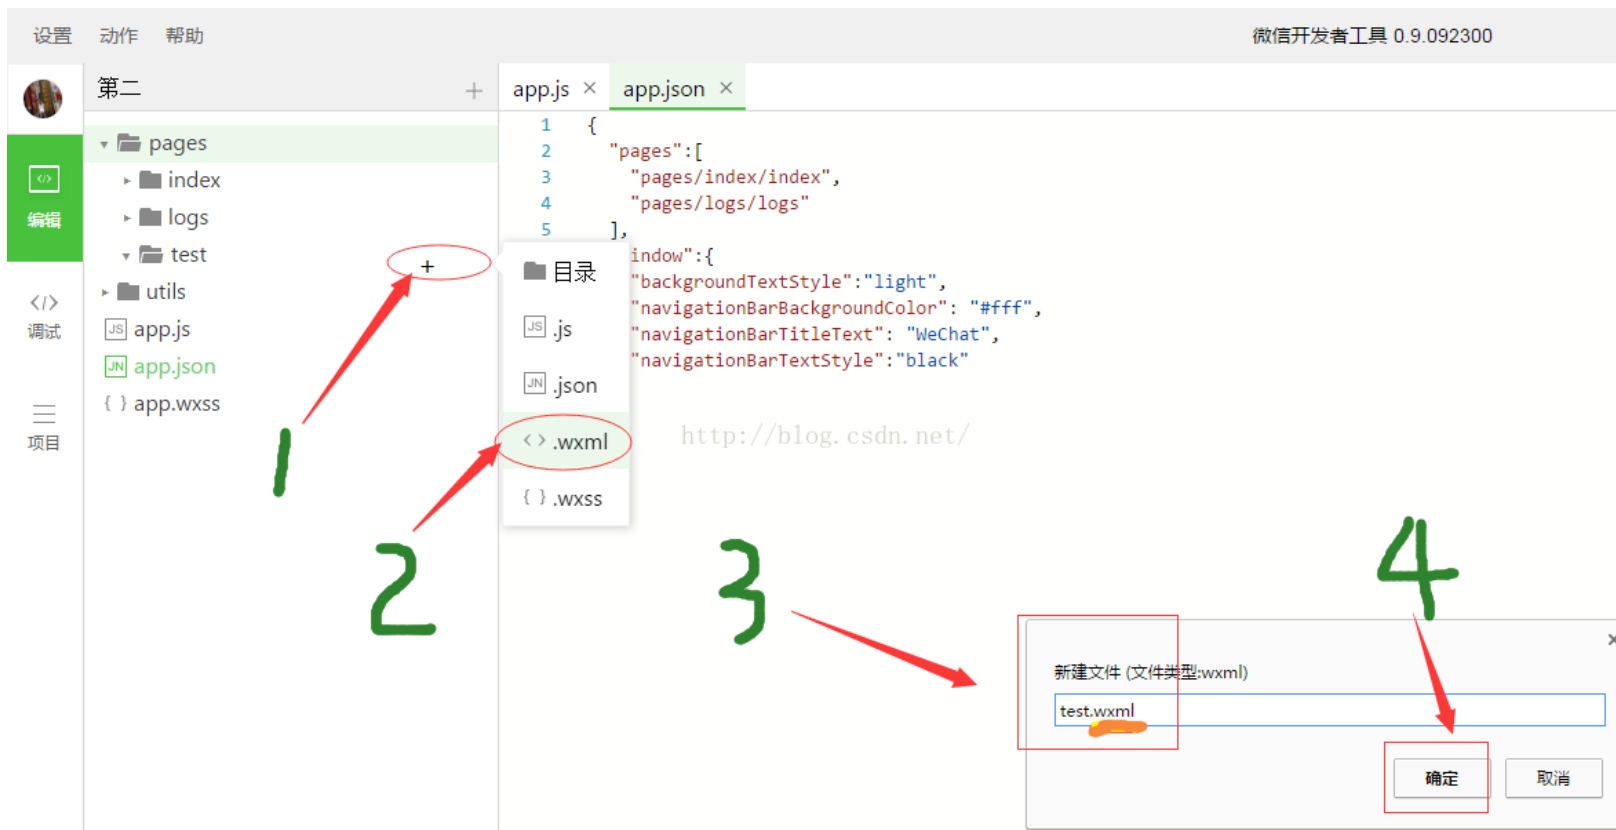 设置 动作 帮助
微信开发者工具 0.9.092300
第二 +
app.js × app.json ×
编辑
调试
项目
pages
index
logs
test
utils
JS app.js
JN app.json
{ } app.wxss
+
1 {
2 "pages":[
3 "pages/index/index",
4 "pages/logs/logs"
5 ],
indow":{
"backgroundTextStyle":"light",
"navigationBarBackgroundColor": "#fff",
"navigationBarTitleText": "WeChat",
"navigationBarTextStyle":"black"
目录
JS .js
JN .json
<> .wxml
{ } .wxss
http://blog.csdn.net/
1
2
3
4
新建文件 (文件类型:wxml)
test.wxml
确定 取消